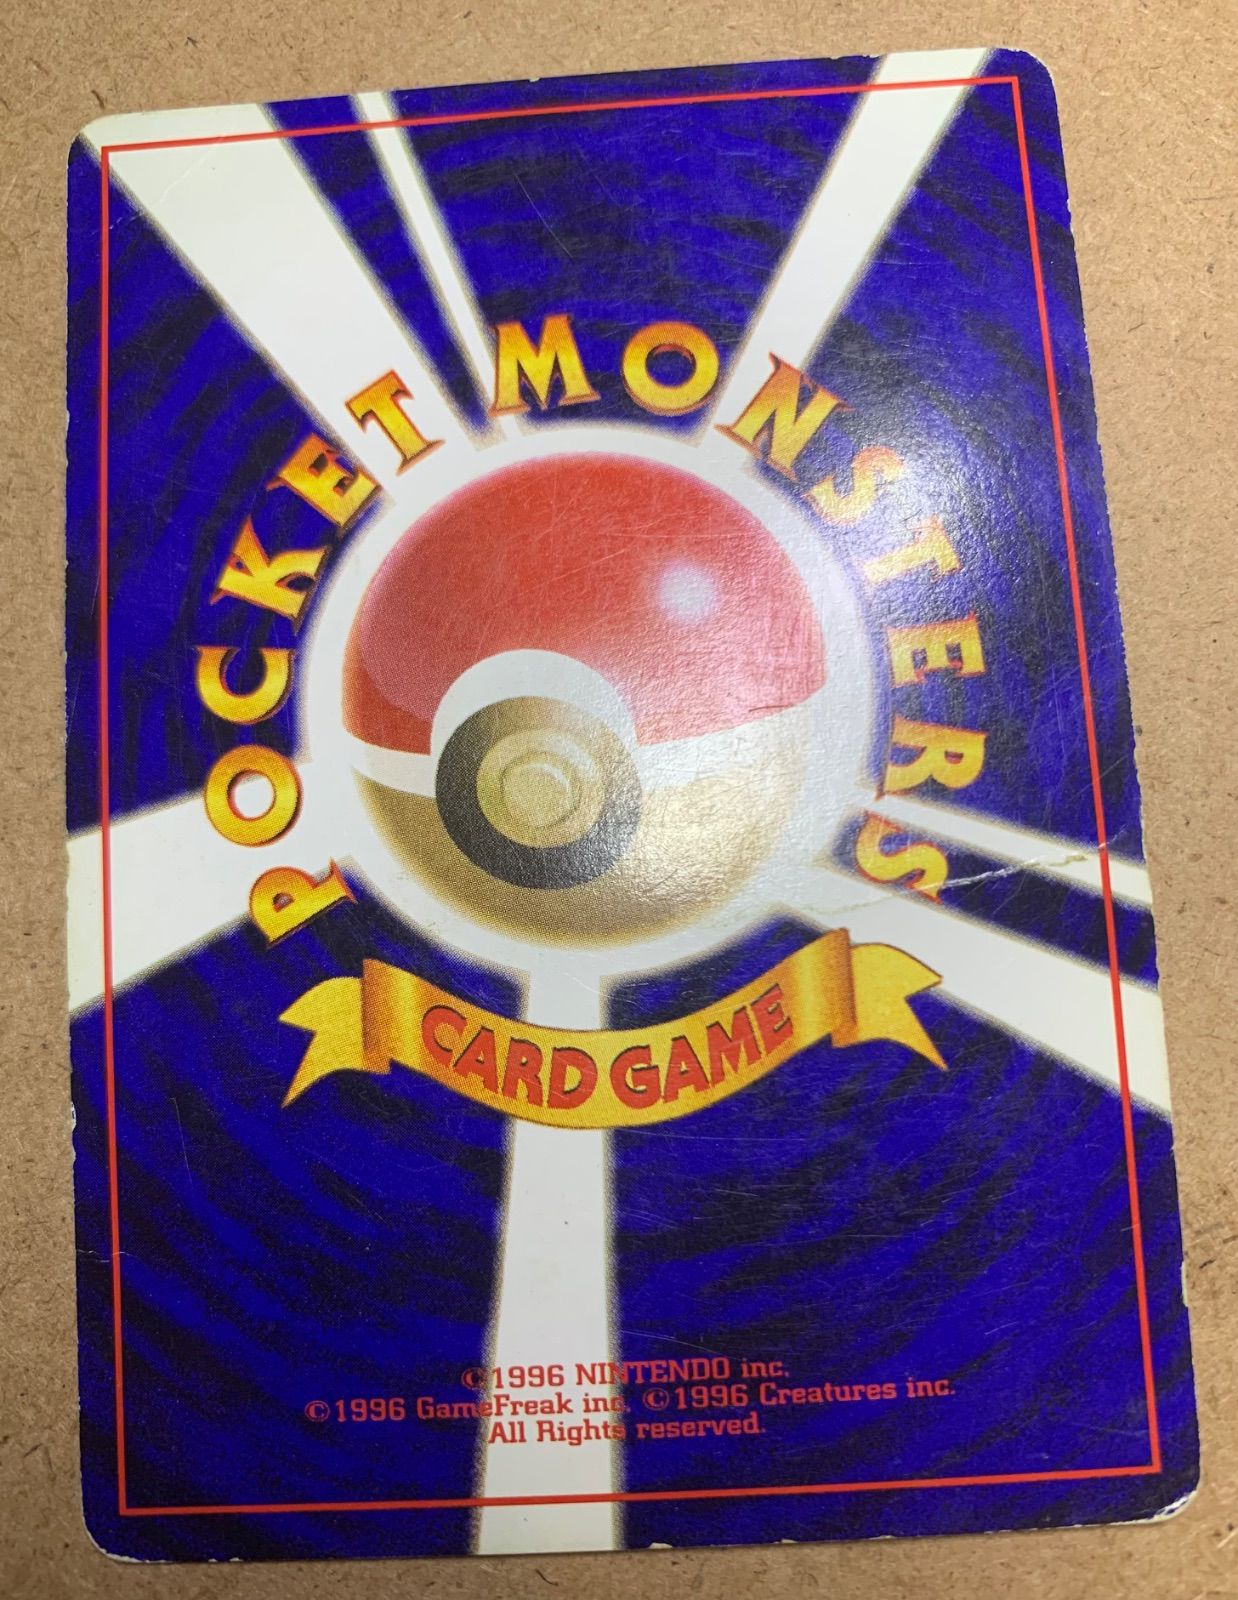 POCKET MONSTERS
CARD GAME
©1996 NINTENDO inc.
©1996 GameFreak inc. ©1996 Creatures inc.
All Rights reserved.